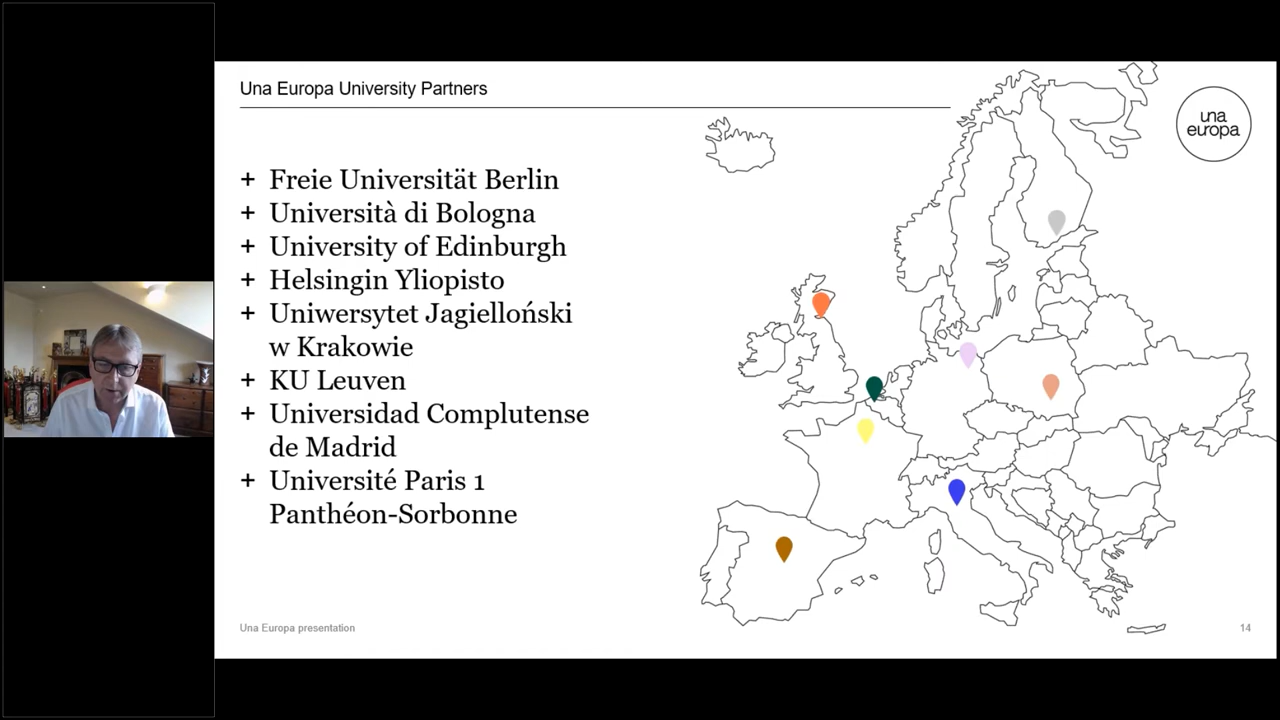 Una Europa University Partners
una
europa
+ Freie Universität Berlin
+ Università di Bologna
+ University of Edinburgh
+ Helsingin Yliopisto
+ Uniwersytet Jagielloński
w Krakowie
+ KU Leuven
+ Universidad Complutense
de Madrid
+ Université Paris 1
Panthéon-Sorbonne
Una Europa presentation
14